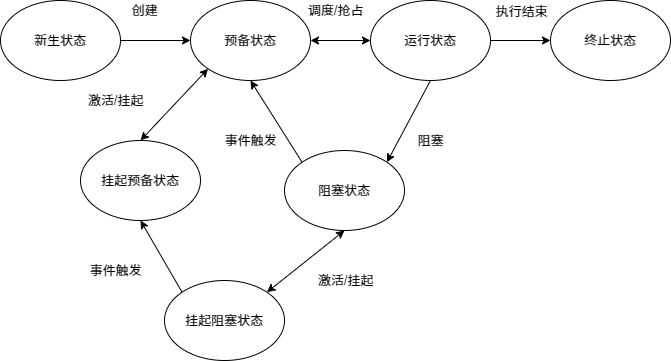 创建
调度/抢占
执行结束
新生状态
预备状态
运行状态
终止状态
激活/挂起
事件触发
阻塞
挂起预备状态
阻塞状态
事件触发
激活/挂起
挂起阻塞状态